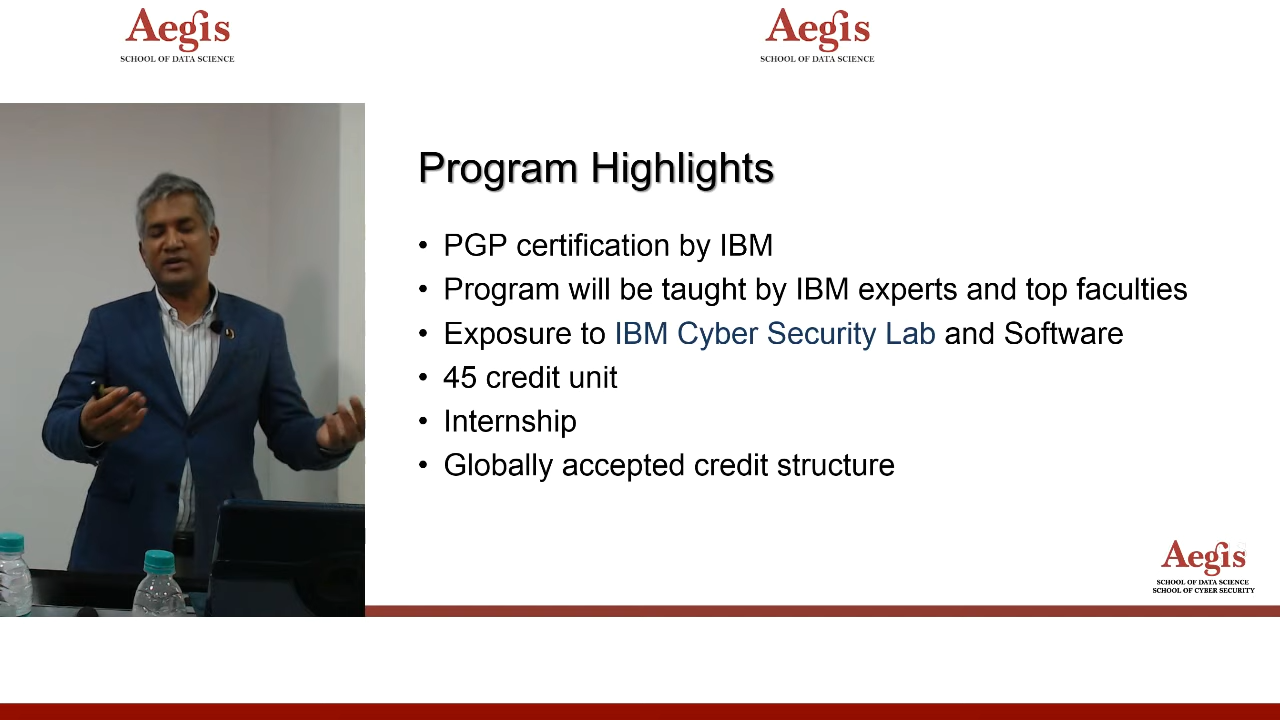 Aegis
SCHOOL OF DATA SCIENCE
Aegis
SCHOOL OF DATA SCIENCE
Program Highlights
• PGP certification by IBM
• Program will be taught by IBM experts and top faculties
• Exposure to IBM Cyber Security Lab and Software
• 45 credit unit
• Internship
• Globally accepted credit structure
Aegis
SCHOOL OF DATA SCIENCE
SCHOOL OF CYBER SECURITY